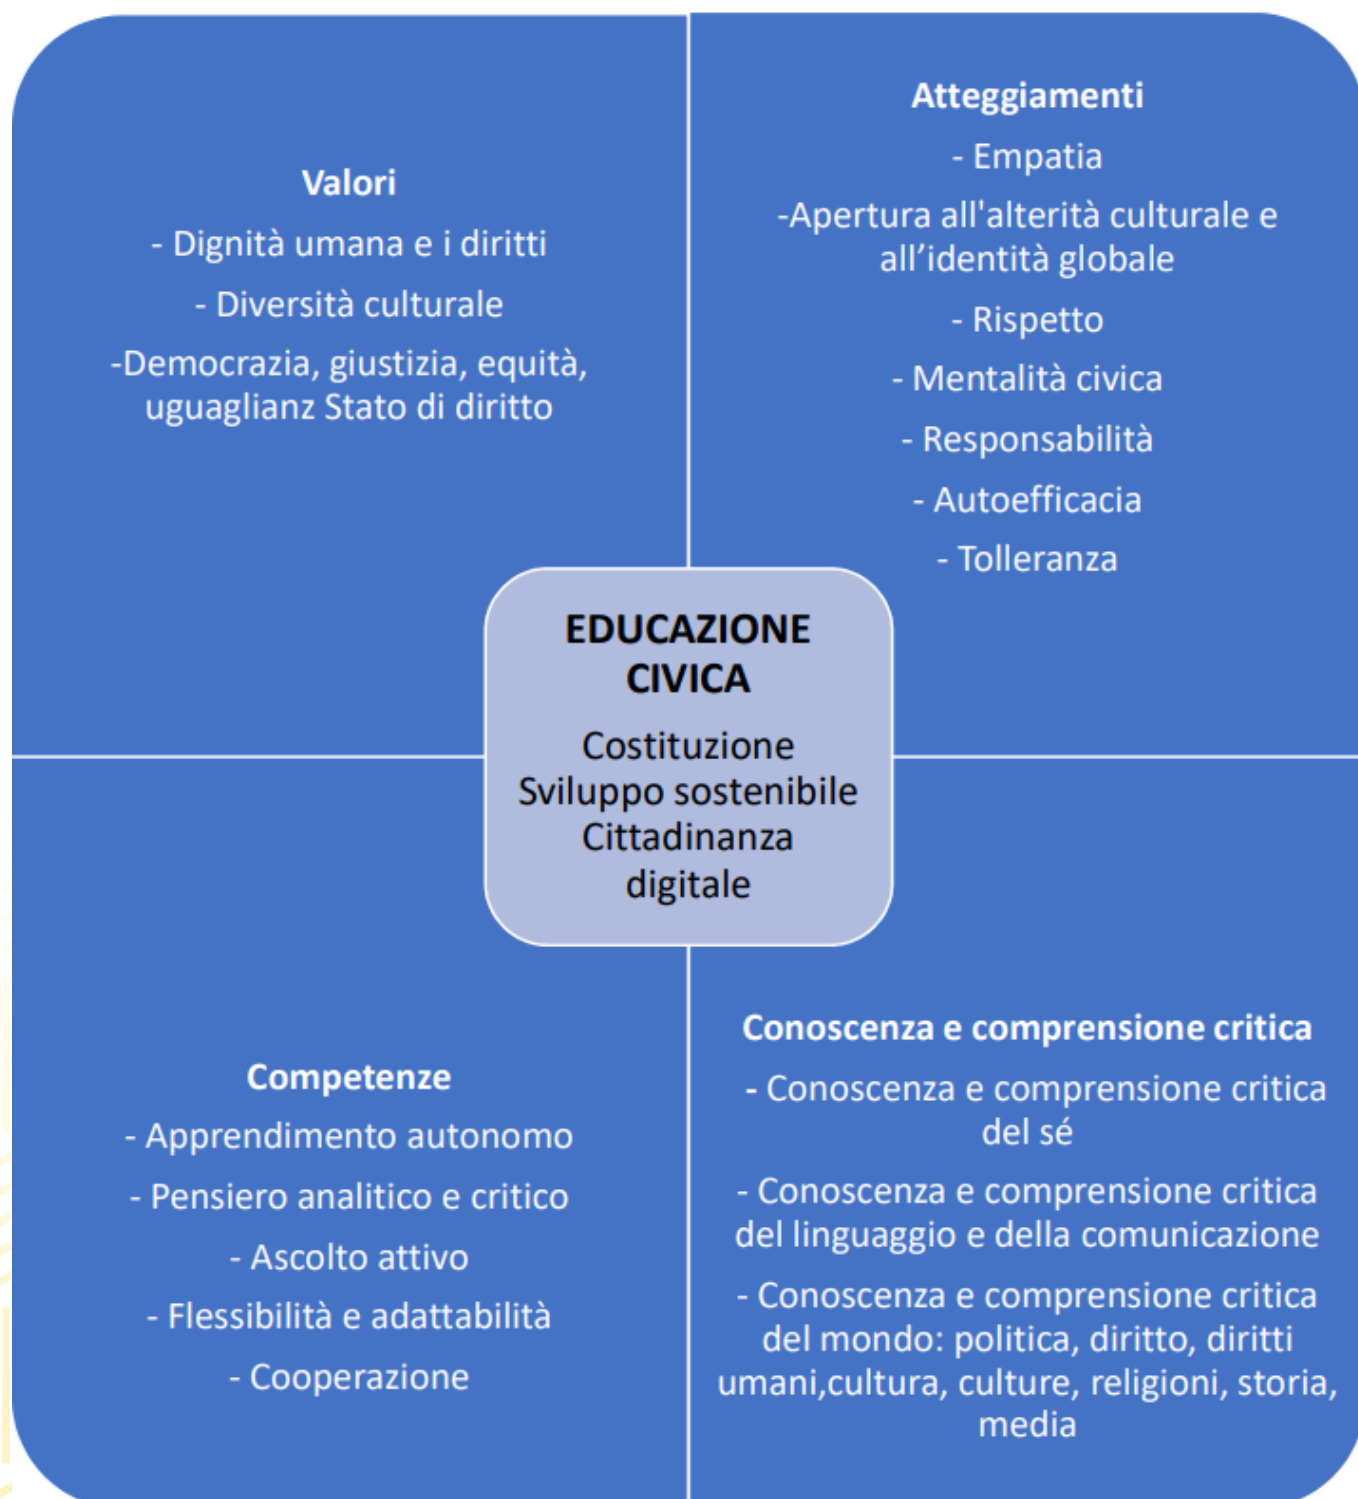 Valori
- Dignità umana e i diritti
- Diversità culturale
-Democrazia, giustizia, equità,
uguaglianz Stato di diritto
Atteggiamenti
- Empatia
-Apertura all'alterità culturale e
all’identità globale
- Rispetto
- Mentalità civica
- Responsabilità
- Autoefficacia
- Tolleranza
EDUCAZIONE
CIVICA
Costituzione
Sviluppo sostenibile
Cittadinanza
digitale
Competenze
- Apprendimento autonomo
- Pensiero analitico e critico
- Ascolto attivo
- Flessibilità e adattabilità
- Cooperazione
Conoscenza e comprensione critica
- Conoscenza e comprensione critica
del sé
- Conoscenza e comprensione critica
del linguaggio e della comunicazione
- Conoscenza e comprensione critica
del mondo: politica, diritto, diritti
umani,cultura, culture, religioni, storia,
media